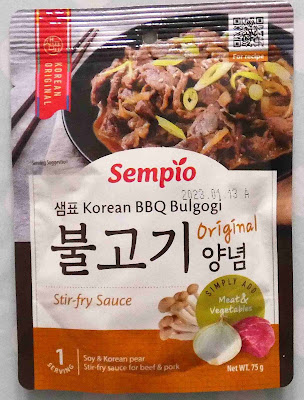 KOREAN
ORIGINAL
For recipe
Serving Suggestion
Sempio
2023.01.13 A
샘표 Korean BBQ Bulgogi
불고기 Original
양념
Stir-fry Sauce
SIMPLY ADD
Meat &
Vegetables
1
SERVING
Soy & Korean pear
Stir-fry sauce for beef & pork
Net WT. 75 g